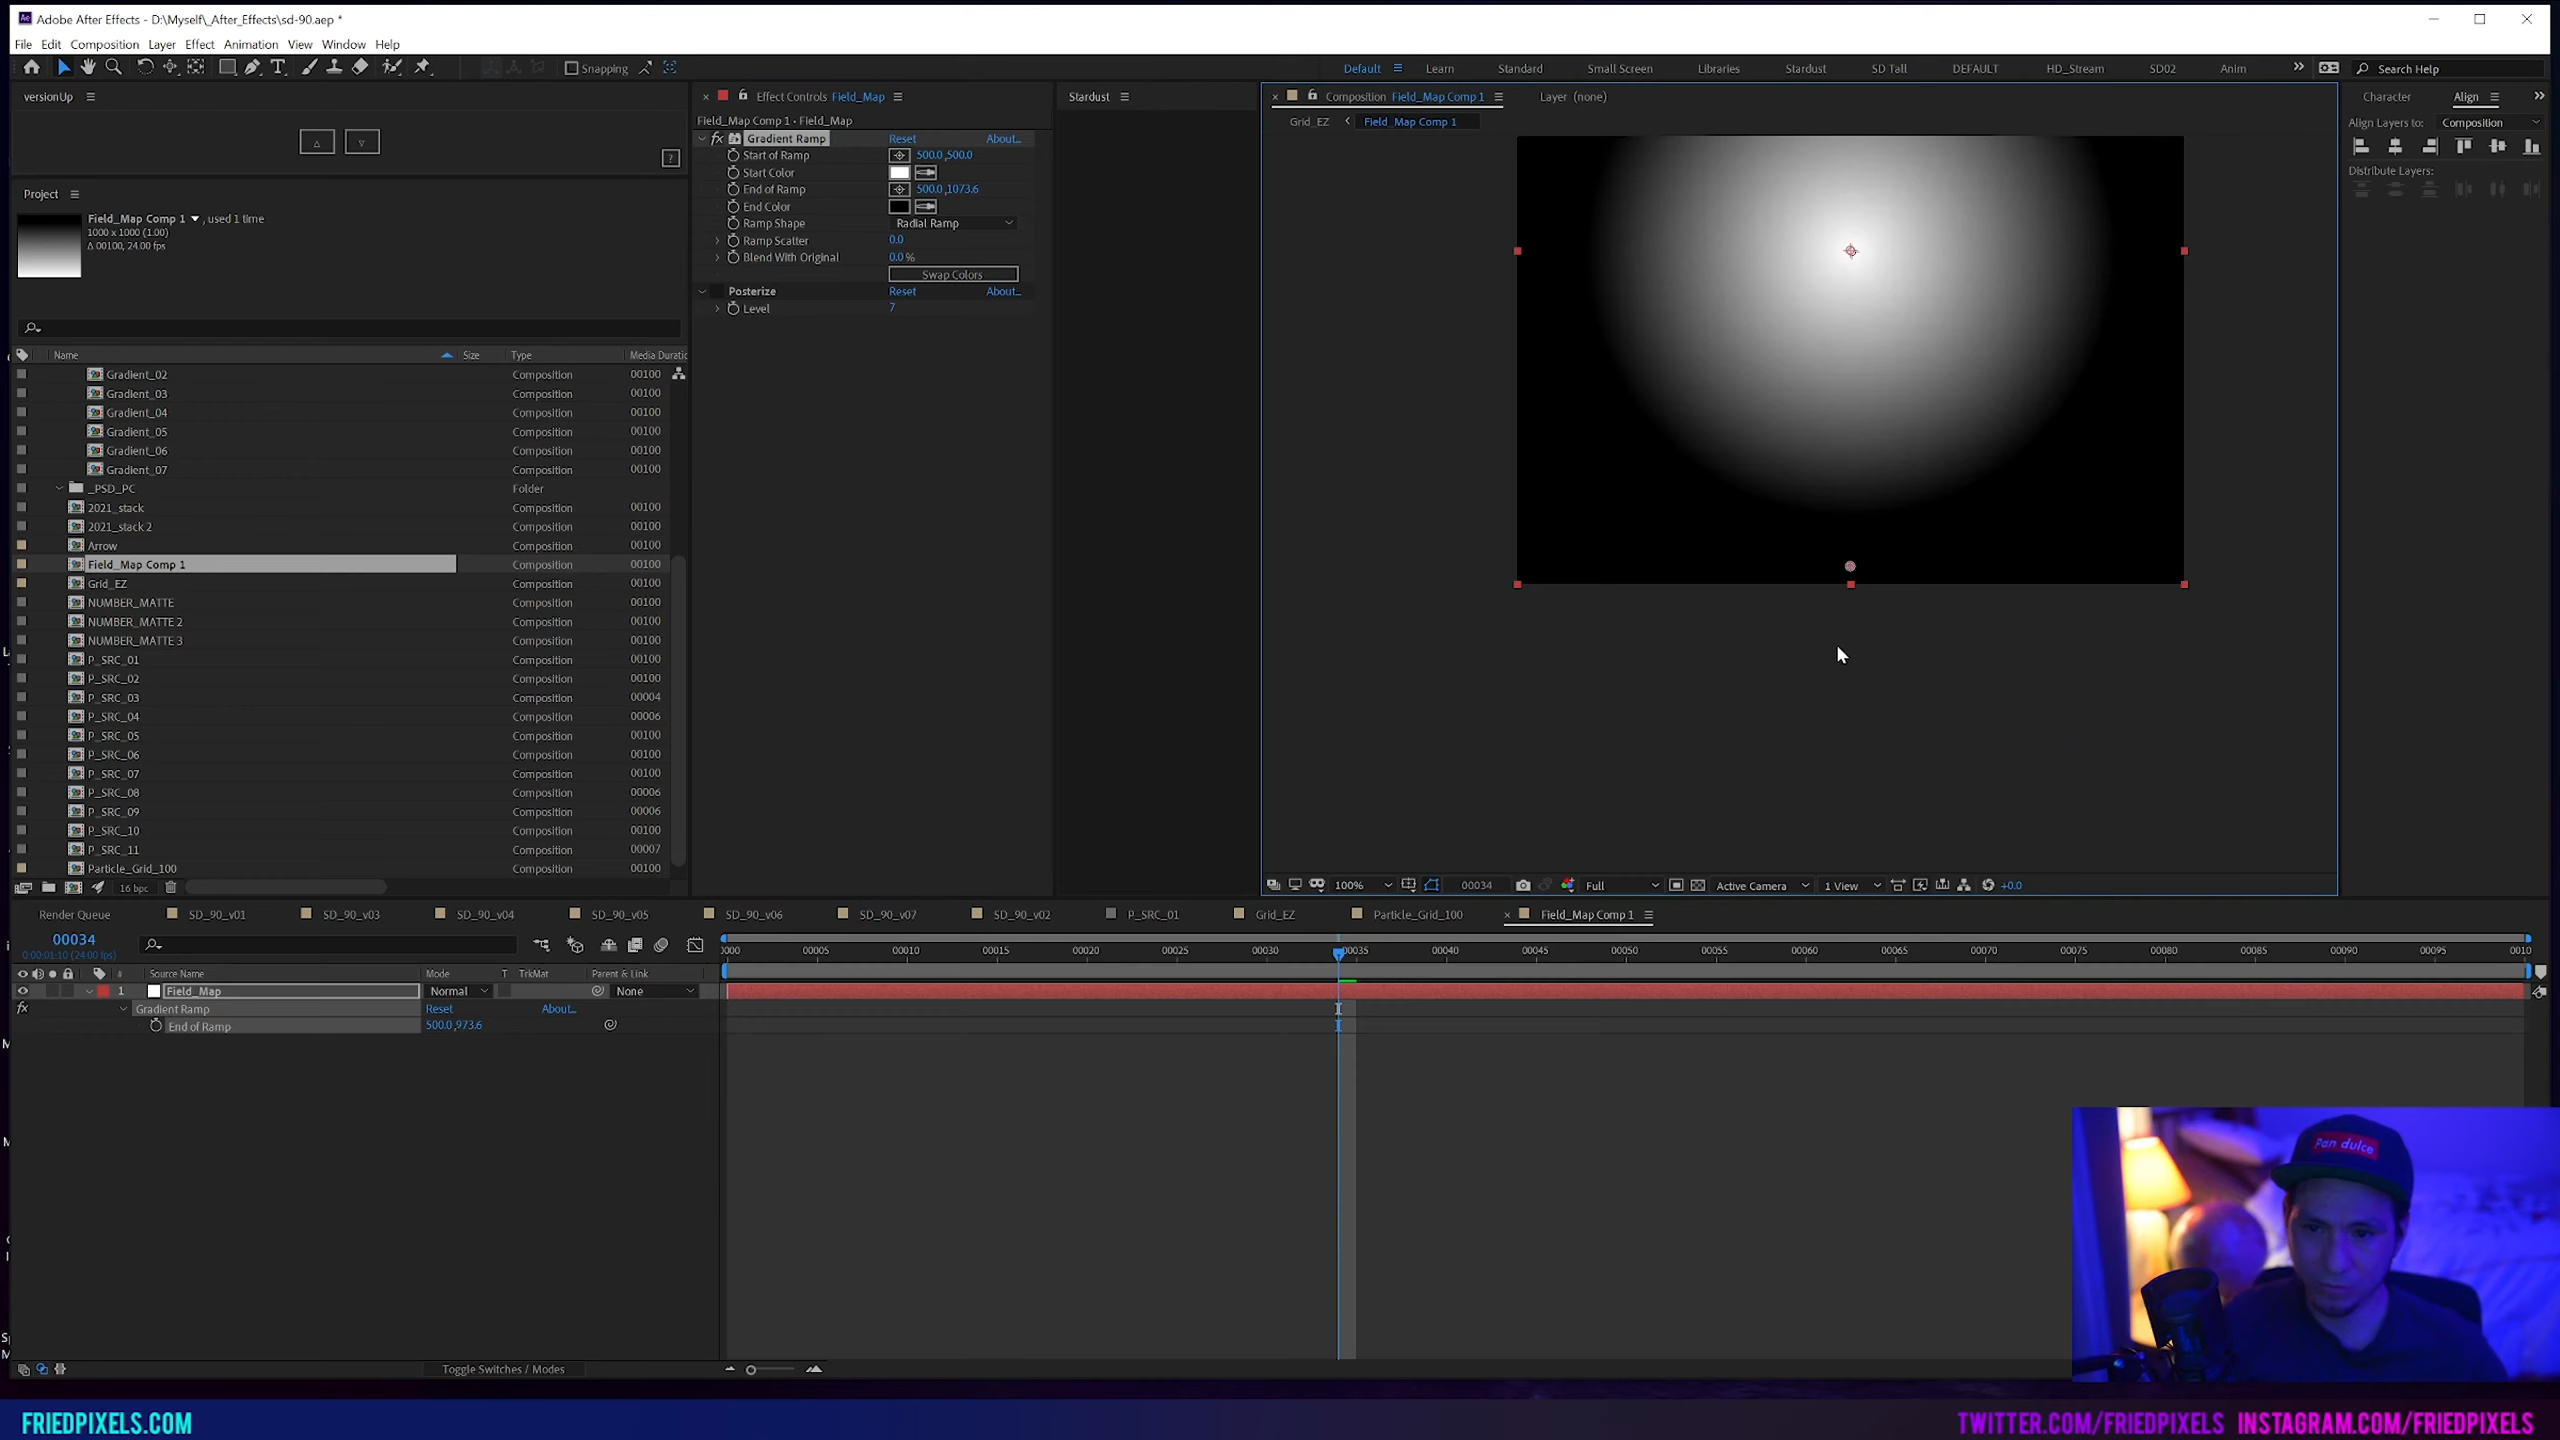 Adobe After Effects - D:\Myself\_After_Effects\sd-90.aep *
File Edit Composition Layer Effect Animation View Window Help
Snapping
Default Learn Standard Small Screen Libraries Stardust SD Tall DEFAULT HD_Stream SD02 Anim Search Help
versionUp
Project
Field_Map Comp 1 , used 1 time
1000 x 1000 (1.00)
Δ 00100, 24.00 fps
Name Size Type Media Duratic
Gradient_02 Composition 00100
Gradient_03 Composition 00100
Gradient_04 Composition 00100
Gradient_05 Composition 00100
Gradient_06 Composition 00100
Gradient_07 Composition 00100
_PSD_PC Folder
2021_stack Composition 00100
2021_stack 2 Composition 00100
Arrow Composition 00100
Field_Map Comp 1 Composition 00100
Grid_EZ Composition 00100
NUMBER_MATTE Composition 00100
NUMBER_MATTE 2 Composition 00100
NUMBER_MATTE 3 Composition 00100
P_SRC_01 Composition 00100
P_SRC_02 Composition 00100
P_SRC_03 Composition 00004
P_SRC_04 Composition 00006
P_SRC_05 Composition 00100
P_SRC_06 Composition 00100
P_SRC_07 Composition 00100
P_SRC_08 Composition 00006
P_SRC_09 Composition 00006
P_SRC_10 Composition 00100
P_SRC_11 Composition 00007
Particle_Grid_100 Composition 00100
16 bpc
Effect Controls Field_Map
Field_Map Comp 1 • Field_Map
fx Gradient Ramp Reset About...
Start of Ramp 500.0,500.0
Start Color
End of Ramp 500.0,1073.6
End Color
Ramp Shape Radial Ramp
Ramp Scatter 0.0
Blend With Original 0.0 %
Swap Colors
Posterize Reset About...
Level 7
Stardust
Composition Field_Map Comp 1 Layer (none)
Grid_EZ Field_Map Comp 1
100% 00034 Full Active Camera 1 View +0.0
Character Align
Align Layers to: Composition
Distribute Layers:
Render Queue SD_90_v01 SD_90_v03 SD_90_v04 SD_90_v05 SD_90_v06 SD_90_v07 SD_90_v02 P_SRC_01 Grid_EZ Particle_Grid_100 Field_Map Comp 1
00034
0:00:01:10 (24.00 fps)
0000 00005 00010 00015 00020 00025 00030 00035 00040 00045 00050 00055 00060 00065 00070 00075 00080 00085 00090 00095 0010
# Source Name Mode T TrkMat Parent & Link
1 Field_Map Normal None
fx Gradient Ramp Reset About...
End of Ramp 500.0,973.6
Toggle Switches / Modes
Pan dulce
FRIEDPIXELS.COM
TWITTER.COM/FRIEDPIXELS INSTAGRAM.COM/FRIEDPIXELS